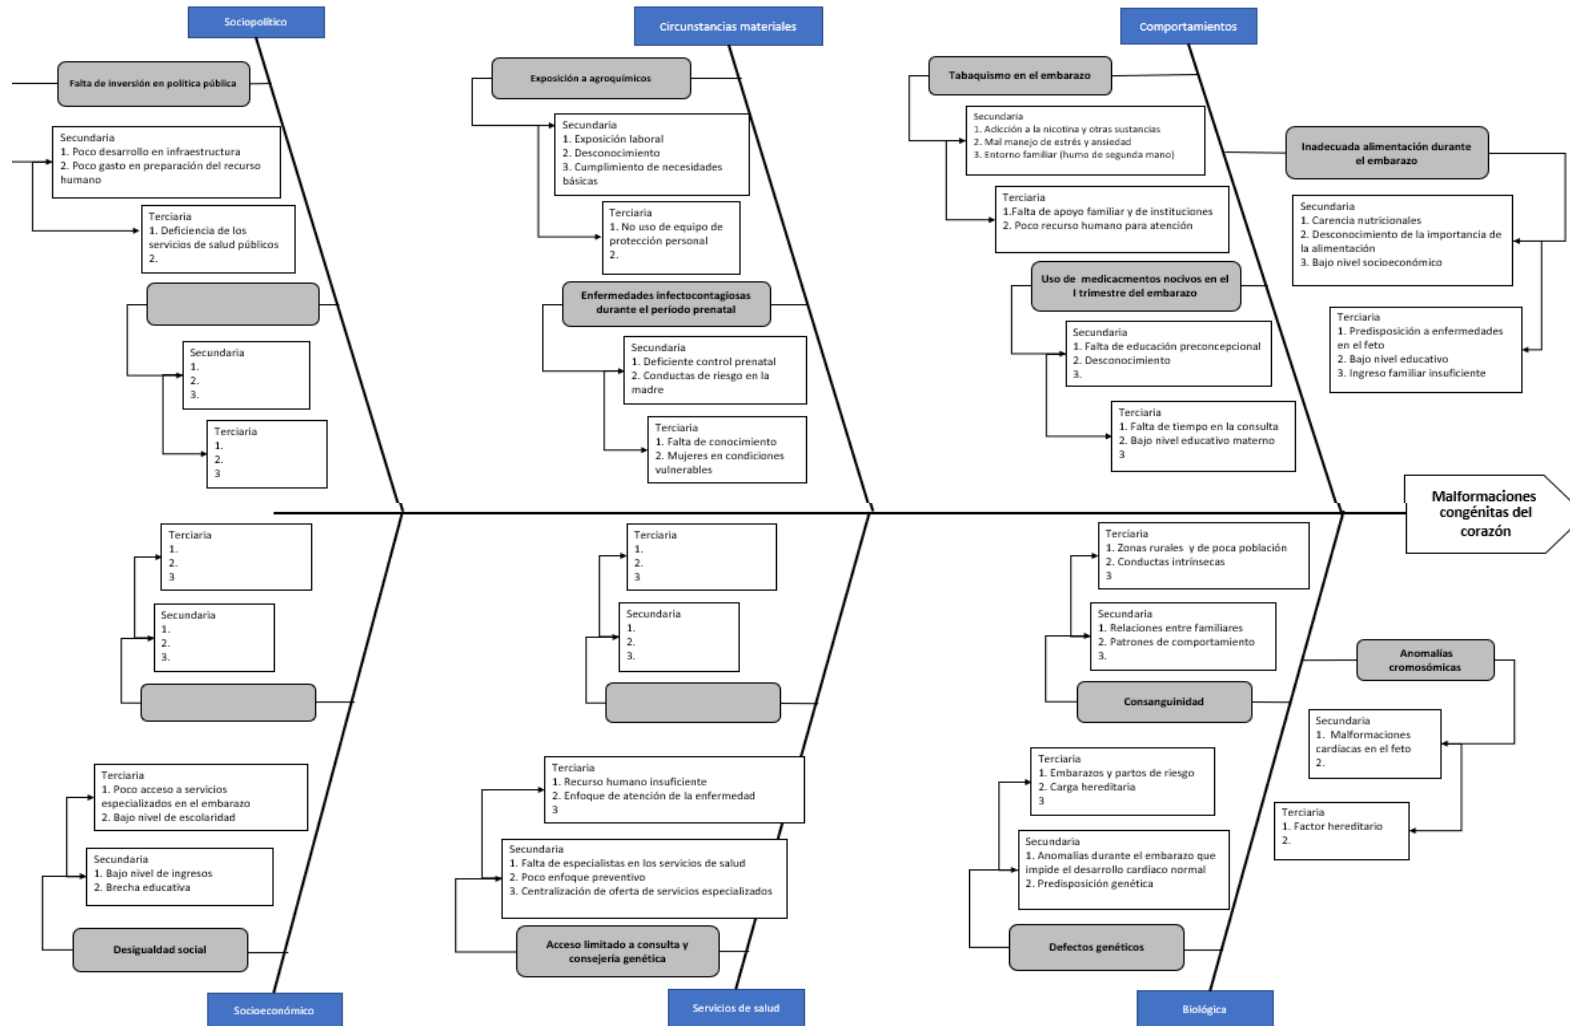 Sociopolítico
Falta de inversión en política pública
Secundaria
1. Poco desarrollo en infraestructura
2. Poco gasto en preparación del recurso
humano
Terciaria
1. Deficiencia de los
servicios de salud públicos
2.
Secundaria
1.
2.
3.
Terciaria
1.
2.
3
Circunstancias materiales
Exposición a agroquímicos
Secundaria
1. Exposición laboral
2. Desconocimiento
3. Cumplimiento de necesidades
básicas
Terciaria
1. No uso de equipo de
protección personal
2.
Enfermedades infectocontagiosas
durante el período prenatal
Secundaria
1. Deficiente control prenatal
2. Conductas de riesgo en la
madre
Terciaria
1. Falta de conocimiento
2. Mujeres en condiciones
vulnerables
Comportamientos
Tabaquismo en el embarazo
Secundaria
1. Adicción a la nicotina y otras sustancias
2. Mal manejo de estrés y ansiedad
3. Entorno familiar (humo de segunda mano)
Terciaria
1.Falta de apoyo familiar y de instituciones
2. Poco recurso humano para atención
Inadecuada alimentación durante
el embarazo
Secundaria
1. Carencia nutricionales
2. Desconocimiento de la importancia de
la alimentación
3. Bajo nivel socioeconómico
Terciaria
1. Predisposición a enfermedades
en el feto
2. Bajo nivel educativo
3. Ingreso familiar insuficiente
Uso de medicacmentos nocivos en el
I trimestre del embarazo
Secundaria
1. Falta de educación preconcepcional
2. Desconocimiento
3.
Terciaria
1. Falta de tiempo en la consulta
2. Bajo nivel educativo materno
3
Malformaciones
congénitas del
corazón
Terciaria
1.
2.
3
Secundaria
1.
2.
3.
Terciaria
1. Poco acceso a servicios
especializados en el embarazo
2. Bajo nivel de escolaridad
Secundaria
1. Bajo nivel de ingresos
2. Brecha educativa
Desigualdad social
Socioeconómico
Terciaria
1.
2.
3
Secundaria
1.
2.
3.
Terciaria
1. Recurso humano insuficiente
2. Enfoque de atención de la enfermedad
3
Secundaria
1. Falta de especialistas en los servicios de salud
2. Poco enfoque preventivo
3. Centralización de oferta de servicios especializados
Acceso limitado a consulta y
consejería genética
Servicios de salud
Terciaria
1. Zonas rurales y de poca población
2. Conductas intrínsecas
3
Secundaria
1. Relaciones entre familiares
2. Patrones de comportamiento
3.
Consanguinidad
Anomalías
cromosómicas
Secundaria
1. Malformaciones
cardíacas en el feto
2.
Terciaria
1. Factor hereditario
2.
Terciaria
1. Embarazos y partos de riesgo
2. Carga hereditaria
3
Secundaria
1. Anomalías durante el embarazo que
impide el desarrollo cardíaco normal
2. Predisposición genética
Defectos genéticos
Biológica